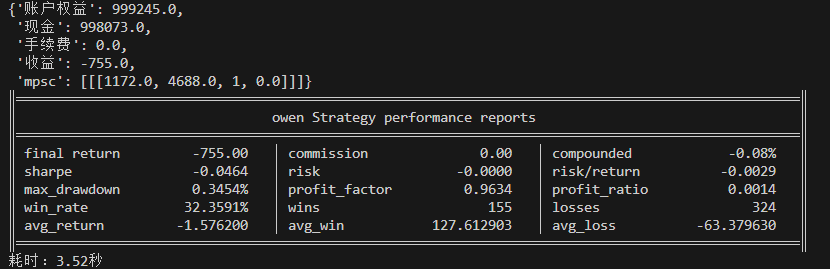 {'账户权益': 999245.0,
'现金': 998073.0,
'手续费': 0.0,
'收益': -755.0,
'mpsc': [[[1172.0, 4688.0, 1, 0.0]]]}
owen Strategy performance reports
final return -755.00 commission 0.00 compounded -0.08%
sharpe -0.0464 risk -0.0000 risk/return -0.0029
max_drawdown 0.3454% profit_factor 0.9634 profit_ratio 0.0014
win_rate 32.3591% wins 155 losses 324
avg_return -1.576200 avg_win 127.612903 avg_loss -63.379630
耗时：3.52秒